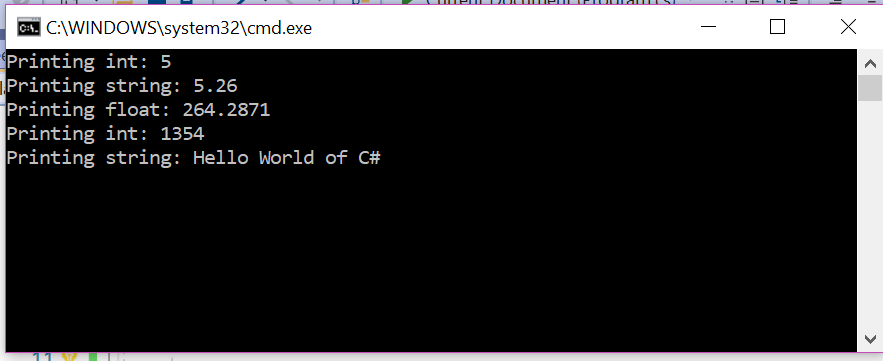 C:\WINDOWS\system32\cmd.exe
Printing int: 5
Printing string: 5.26
Printing float: 264.2871
Printing int: 1354
Printing string: Hello World of C#
11